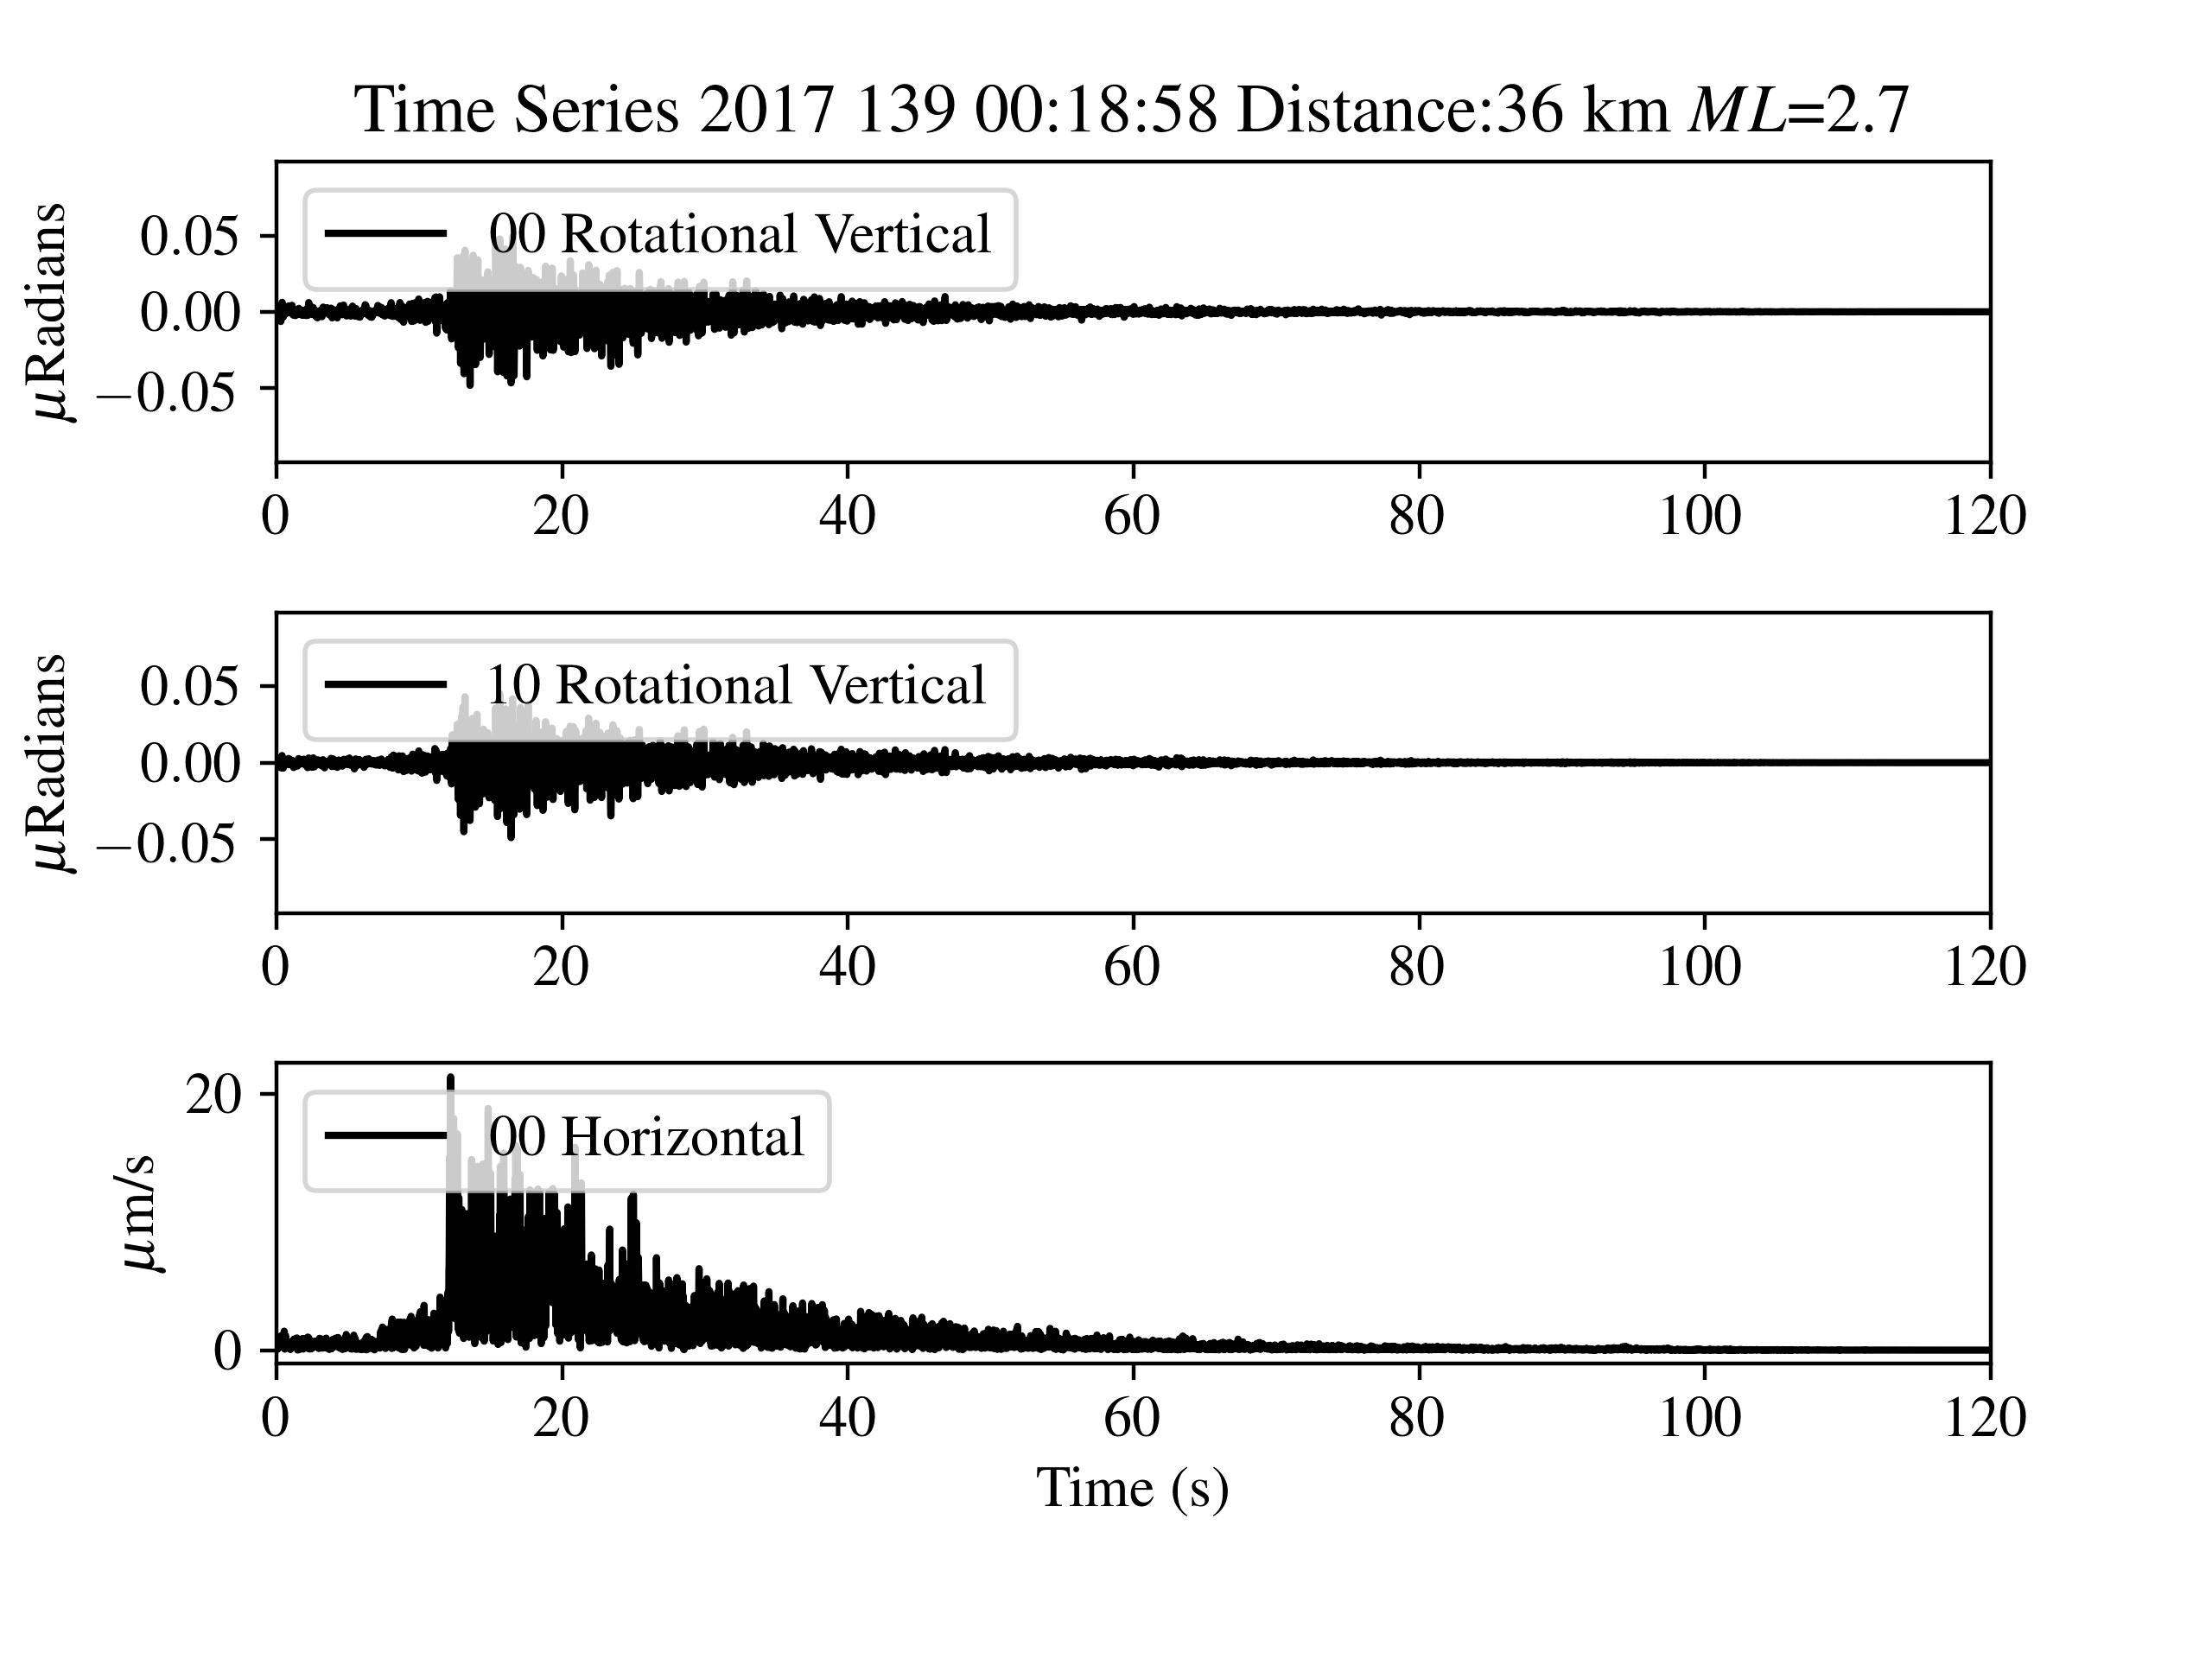 Time Series 2017 139 00:18:58 Distance:36 km ML=2.7
μRadians
0.05
0.00
−0.05
00 Rotational Vertical
0 20 40 60 80 100 120
μRadians
0.05
0.00
−0.05
10 Rotational Vertical
0 20 40 60 80 100 120
μm/s
20
0
00 Horizontal
0 20 40 60 80 100 120
Time (s)